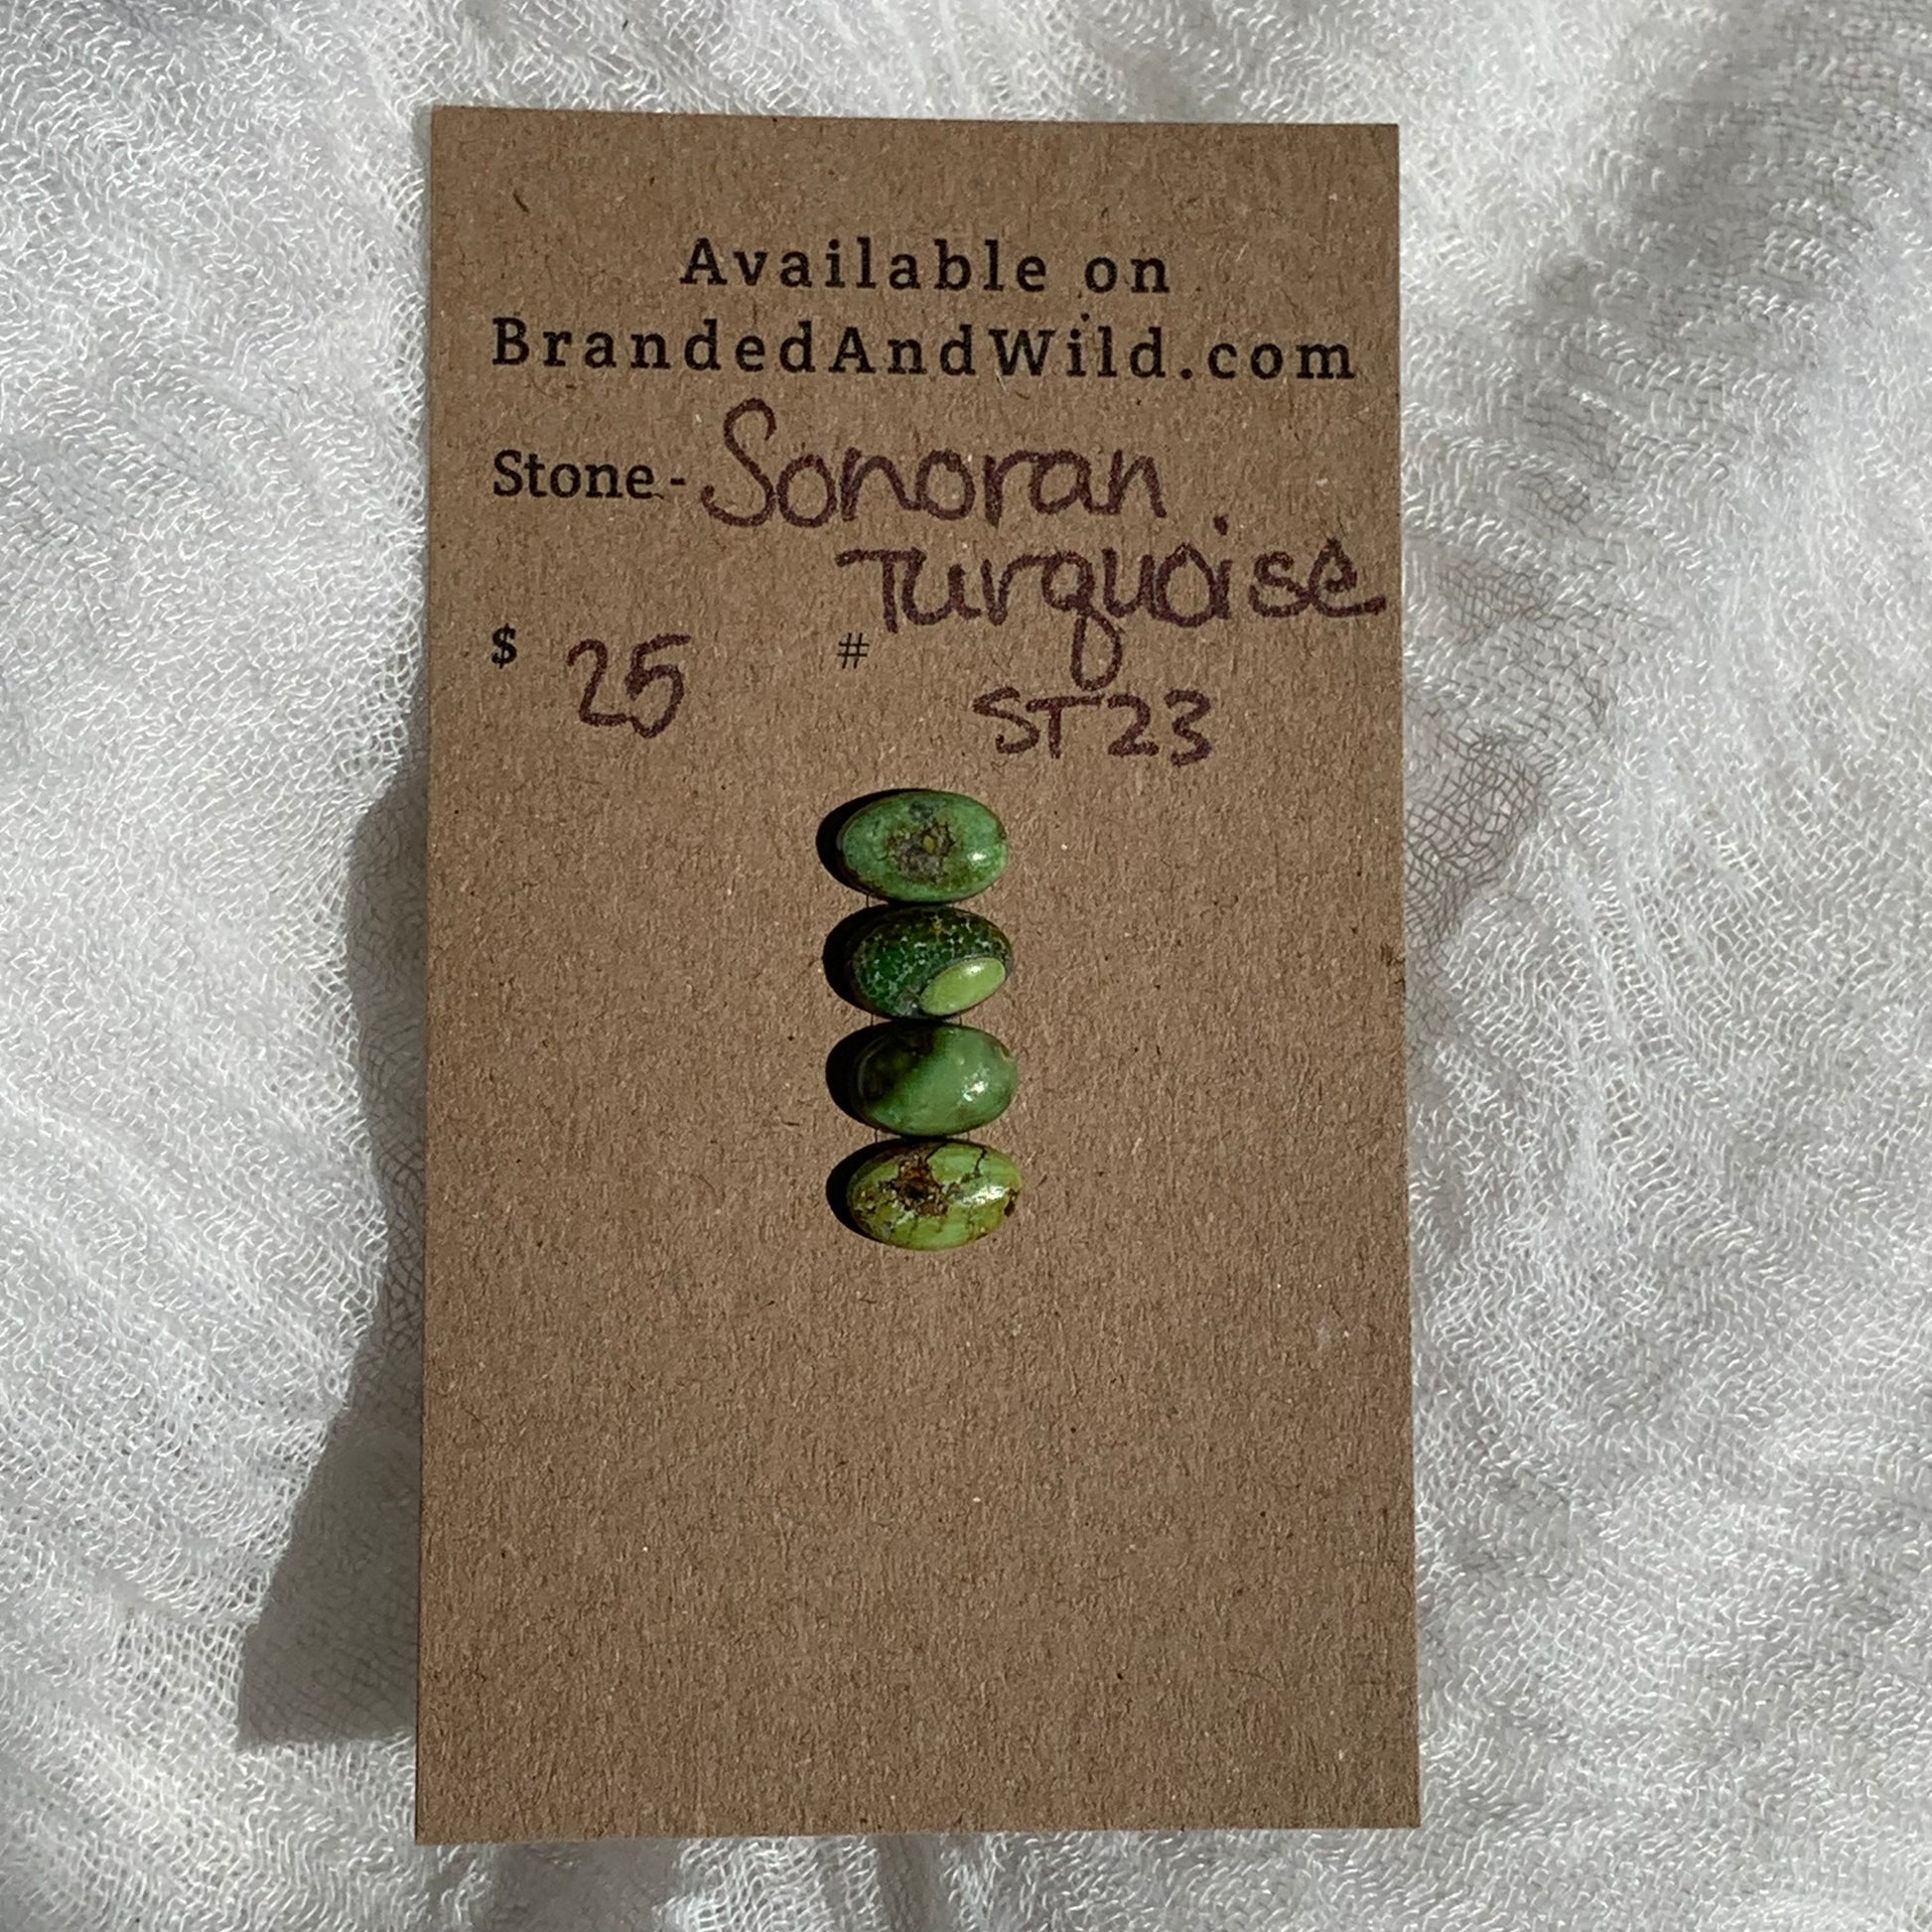 Available on
BrandedAndWild.com
Stone - Sonoran
Turquoise
$ 25 #
ST23